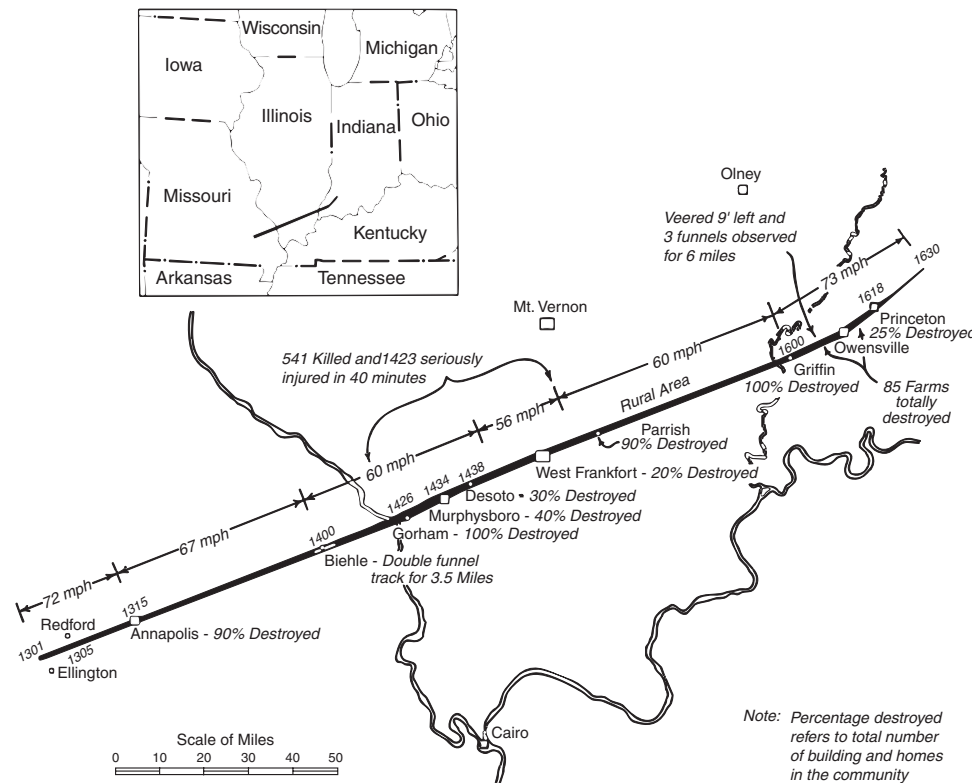 Wisconsin
Michigan
Iowa
Illinois
Indiana
Ohio
Missouri
Kentucky
Arkansas
Tennessee
Olney
Veered 9' left and
3 funnels observed
for 6 miles
73 mph
1630
1618
Princeton
25% Destroyed
Owensville
1600
Griffin
100% Destroyed
85 Farms
totally
destroyed
Mt. Vernon
541 Killed and1423 seriously
injured in 40 minutes
60 mph
Rural Area
56 mph
Parrish
90% Destroyed
60 mph
West Frankfort - 20% Destroyed
1438
Desoto - 30% Destroyed
1434
Murphysboro - 40% Destroyed
1426
Gorham - 100% Destroyed
67 mph
1400
Biehle - Double funnel
track for 3.5 Miles
72 mph
1315
Annapolis - 90% Destroyed
Redford
1301
1305
Ellington
Cairo
Scale of Miles
0 10 20 30 40 50
Note: Percentage destroyed
refers to total number
of building and homes
in the community